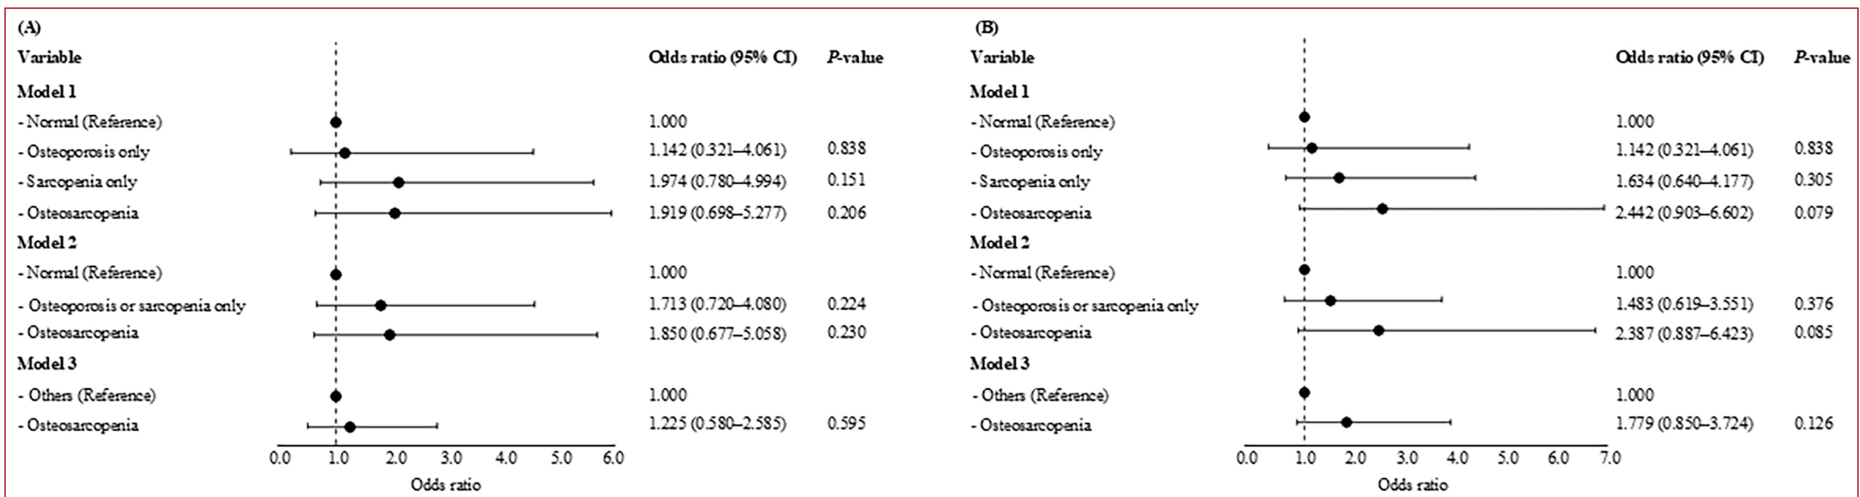 (A)
Variable Odds ratio (95% CI) P-value
Model 1
- Normal (Reference) 1.000
- Osteoporosis only 1.142 (0.321–4.061) 0.838
- Sarcopenia only 1.974 (0.780–4.994) 0.151
- Osteosarcopenia 1.919 (0.698–5.277) 0.206
Model 2
- Normal (Reference) 1.000
- Osteoporosis or sarcopenia only 1.713 (0.720–4.080) 0.224
- Osteosarcopenia 1.850 (0.677–5.058) 0.230
Model 3
- Others (Reference) 1.000
- Osteosarcopenia 1.225 (0.580–2.585) 0.595
0.0 1.0 2.0 3.0 4.0 5.0 6.0
Odds ratio
(B)
Variable Odds ratio (95% CI) P-value
Model 1
- Normal (Reference) 1.000
- Osteoporosis only 1.142 (0.321–4.061) 0.838
- Sarcopenia only 1.634 (0.640–4.177) 0.305
- Osteosarcopenia 2.442 (0.903–6.602) 0.079
Model 2
- Normal (Reference) 1.000
- Osteoporosis or sarcopenia only 1.483 (0.619–3.551) 0.376
- Osteosarcopenia 2.387 (0.887–6.423) 0.085
Model 3
- Others (Reference) 1.000
- Osteosarcopenia 1.779 (0.850–3.724) 0.126
0.0 1.0 2.0 3.0 4.0 5.0 6.0 7.0
Odds ratio